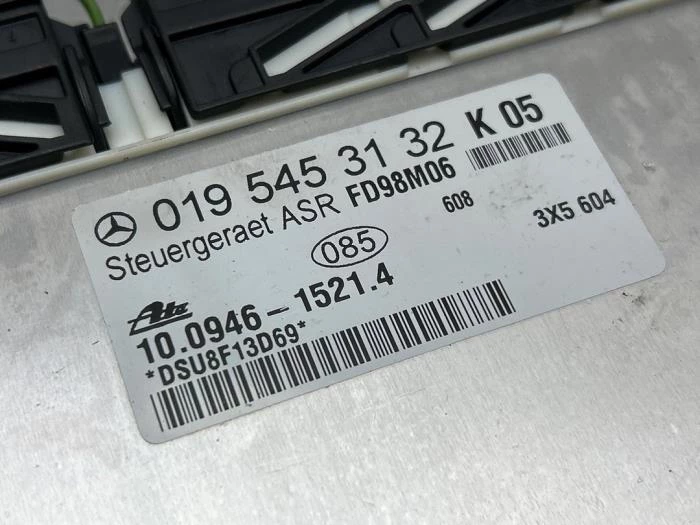 019 545 31 32 K 05
Steuergeraet ASR FD98M06
608
3X5 604
085
Ate
10.0946-1521.4
*DSU8F13D69*